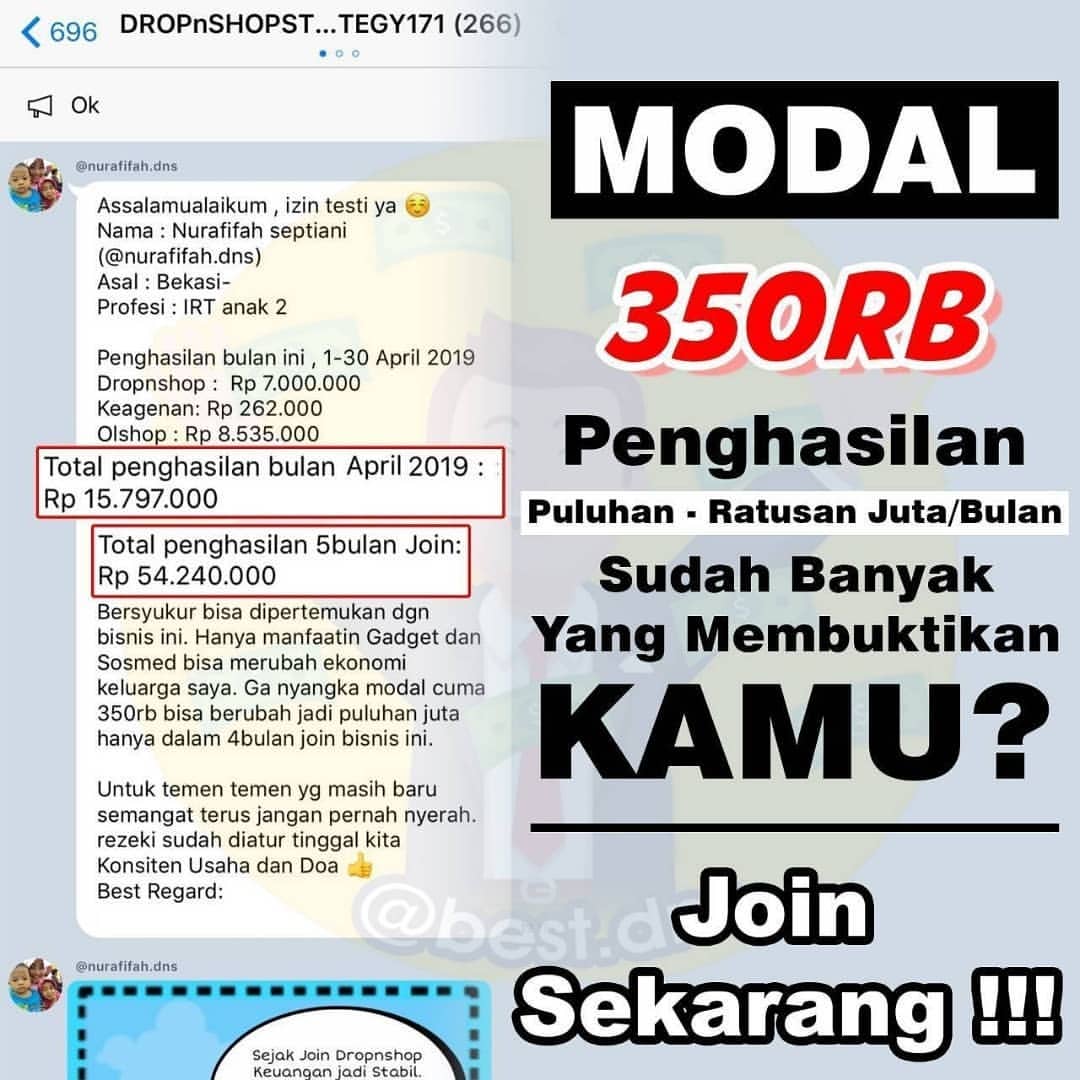 696
DROPnSHOPST...TEGY171 (266)
Ok
@nurafifah.dns
Assalamualaikum , izin testi ya ☺️
Nama : Nurafifah septiani
(@nurafifah.dns)
Asal : Bekasi-
Profesi : IRT anak 2
Penghasilan bulan ini , 1-30 April 2019
Dropnshop : Rp 7.000.000
Keagenan: Rp 262.000
Olshop : Rp 8.535.000
Total penghasilan bulan April 2019 :
Rp 15.797.000
Total penghasilan 5bulan Join:
Rp 54.240.000
Bersyukur bisa dipertemukan dgn
bisnis ini. Hanya manfaatin Gadget dan
Sosmed bisa merubah ekonomi
keluarga saya. Ga nyangka modal cuma
350rb bisa berubah jadi puluhan juta
hanya dalam 4bulan join bisnis ini.
Untuk temen temen yg masih baru
semangat terus jangan pernah nyerah.
rezeki sudah diatur tinggal kita
Konsiten Usaha dan Doa 👍
Best Regard:
@nurafifah.dns
Sejak Join Dropnshop
Keuangan jadi Stabil.
MODAL
350RB
Penghasilan
Puluhan - Ratusan Juta/Bulan
Sudah Banyak
Yang Membuktikan
KAMU?
Join
Sekarang !!!